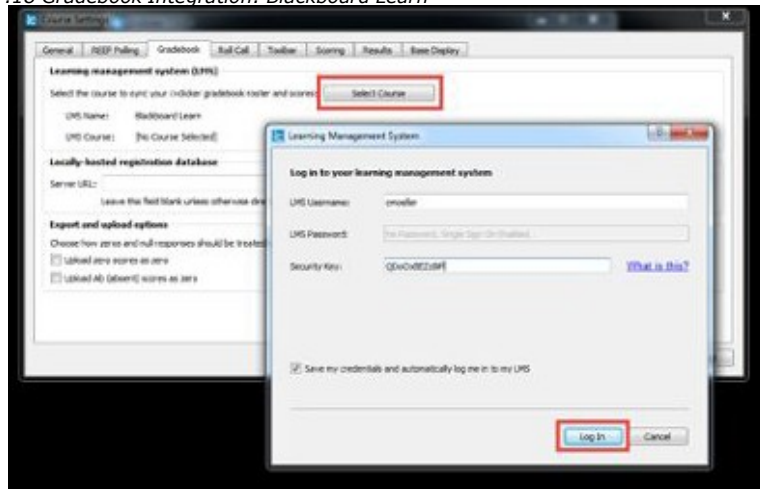 .10 Gradebook Integration: Blackboard Learn
Course Settings
General REEF Polling Gradebook Roll Call Toolbar Scoring Results Base Display
Learning management system (LMS)
Select the course to sync your i>clicker gradebook roster and scores: Select Course
LMS Name: Blackboard Learn
LMS Course: [No Course Selected]
Locally-hosted registration database
Server URL:
Leave this field blank unless otherwise
Export and upload options
Choose how zeros and null responses should be treated
Upload zero scores as zero
Upload Ab (absent) scores as zero
Learning Management System
Log in to your learning management system
LMS Username: emoeller
LMS Password: No Password, Single Sign On Enabled
Security Key: What is this?
Save my credentials and automatically log me in to my LMS
Log In Cancel